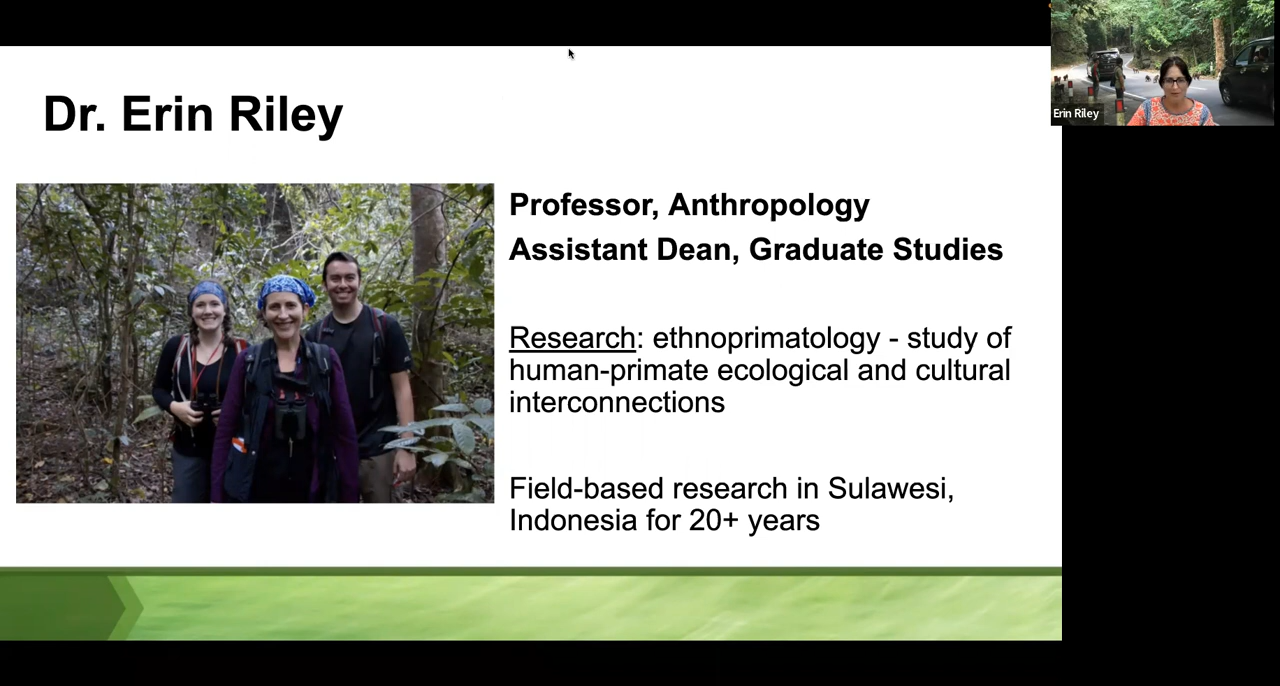 Dr. Erin Riley
Professor, Anthropology
Assistant Dean, Graduate Studies
Research: ethnoprimatology - study of
human-primate ecological and cultural
interconnections
Field-based research in Sulawesi,
Indonesia for 20+ years
Erin Riley